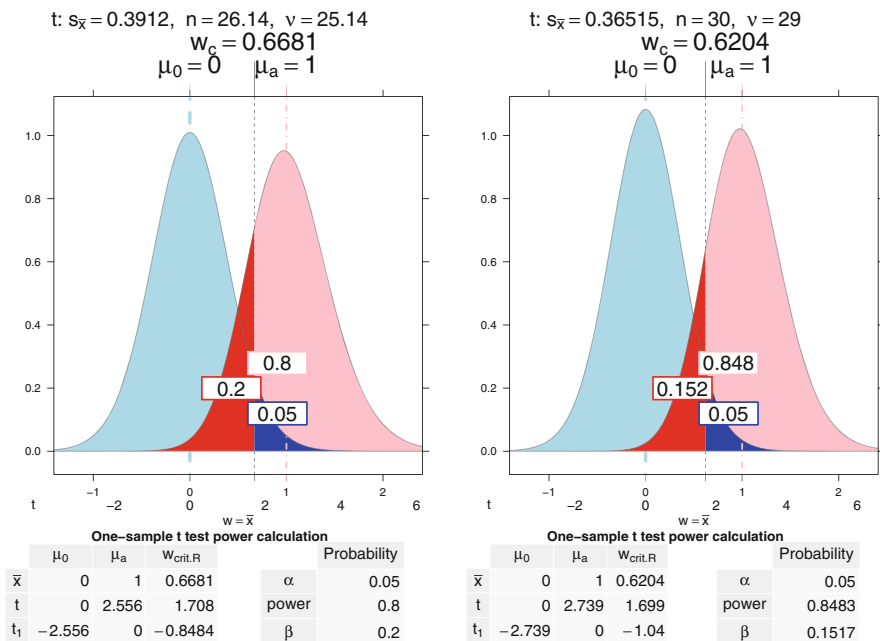 t: s_x̄ = 0.3912, n = 26.14, ν = 25.14
w_c = 0.6681
μ_0 = 0 μ_a = 1
1.0
0.8
0.6
0.4
0.2
0.0
0.8
0.2
0.05
−1 0 1
t −2 0 2 4 6
w = x̄
One−sample t test power calculation
μ_0 μ_a w_crit.R
x̄ 0 1 0.6681
t 0 2.556 1.708
t_1 −2.556 0 −0.8484
Probability
α 0.05
power 0.8
β 0.2
t: s_x̄ = 0.36515, n = 30, ν = 29
w_c = 0.6204
μ_0 = 0 μ_a = 1
1.0
0.8
0.6
0.4
0.2
0.0
0.848
0.152
0.05
−1 0 1
t −2 0 2 4 6
w = x̄
One−sample t test power calculation
μ_0 μ_a w_crit.R
x̄ 0 1 0.6204
t 0 2.739 1.699
t_1 −2.739 0 −1.04
Probability
α 0.05
power 0.8483
β 0.1517